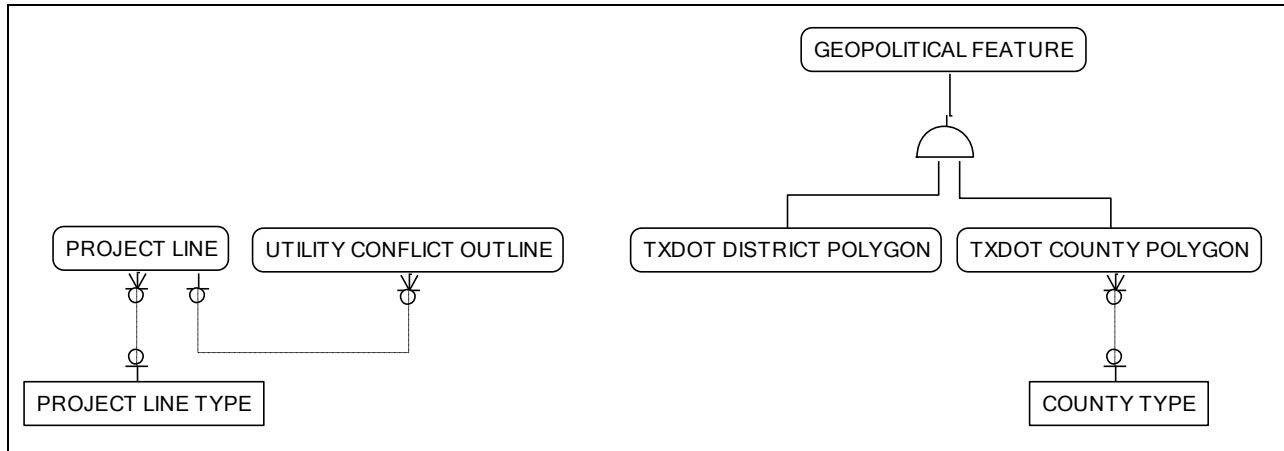 GEOPOLITICAL FEATURE
PROJECT LINE
UTILITY CONFLICT OUTLINE
TXDOT DISTRICT POLYGON
TXDOT COUNTY POLYGON
PROJECT LINE TYPE
COUNTY TYPE